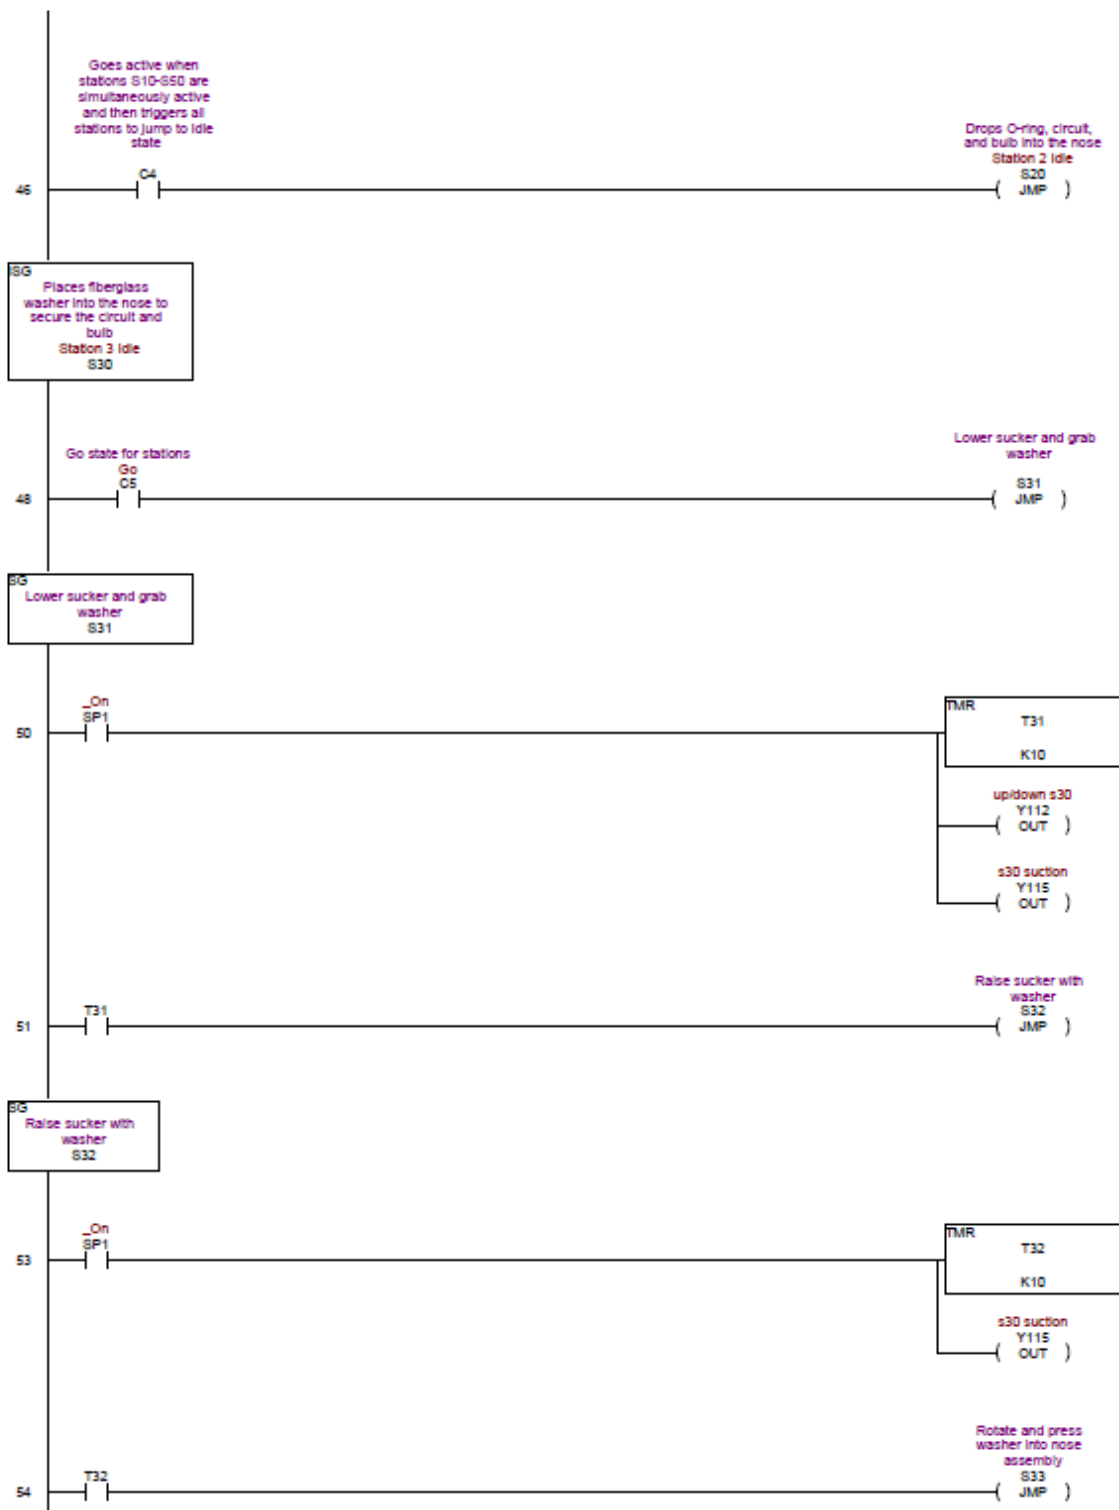 Goes active when
stations S10-S50 are
simultaneously active
and then triggers all
stations to jump to idle
state
Drops O-ring, circuit,
and bulb into the nose
Station 2 Idle
C4
S20
46
JMP
ISG
Places fiberglass
washer into the nose to
secure the circuit and
bulb
Station 3 Idle
S30
Go state for stations
Go
C5
Lower sucker and grab
washer
S31
48
JMP
SG
Lower sucker and grab
washer
S31
_On
SP1
50
TMR
T31
K10
up/down s30
Y112
OUT
s30 suction
Y115
OUT
Raise sucker with
washer
T31
S32
51
JMP
SG
Raise sucker with
washer
S32
_On
SP1
53
TMR
T32
K10
s30 suction
Y115
OUT
Rotate and press
washer into nose
assembly
T32
S33
54
JMP